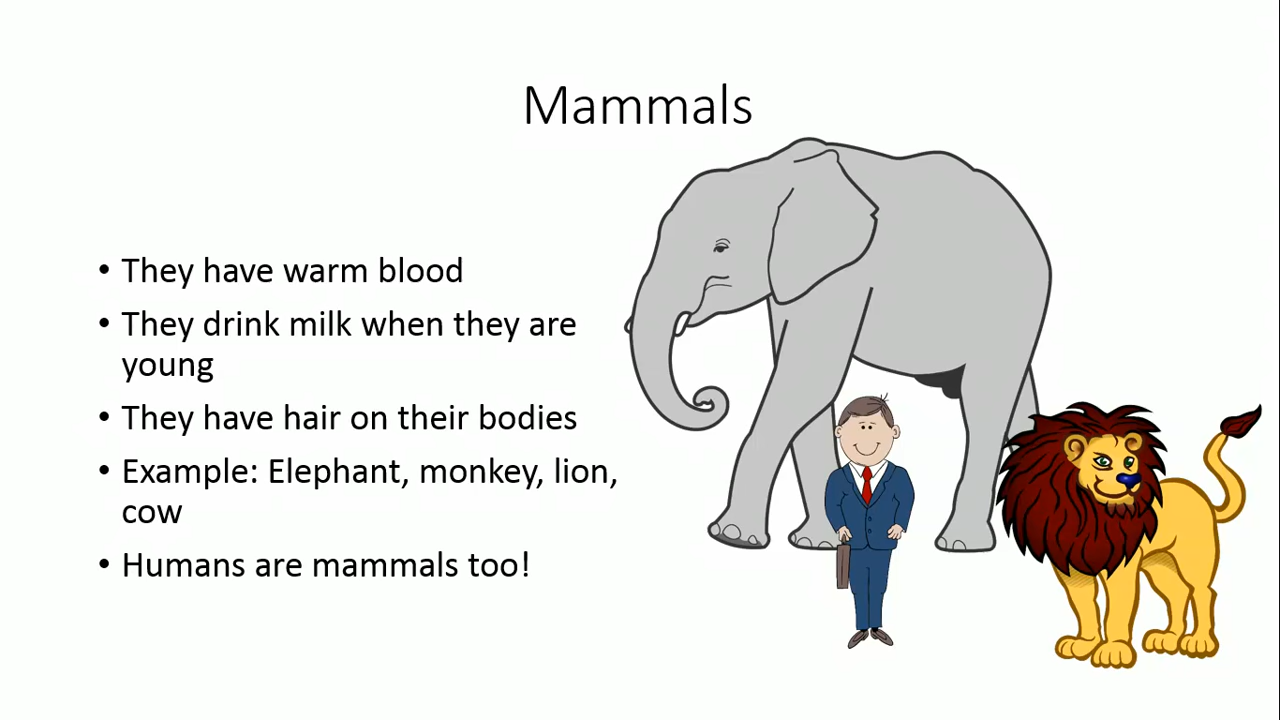 Mammals
• They have warm blood
• They drink milk when they are
young
• They have hair on their bodies
• Example: Elephant, monkey, lion,
cow
• Humans are mammals too!